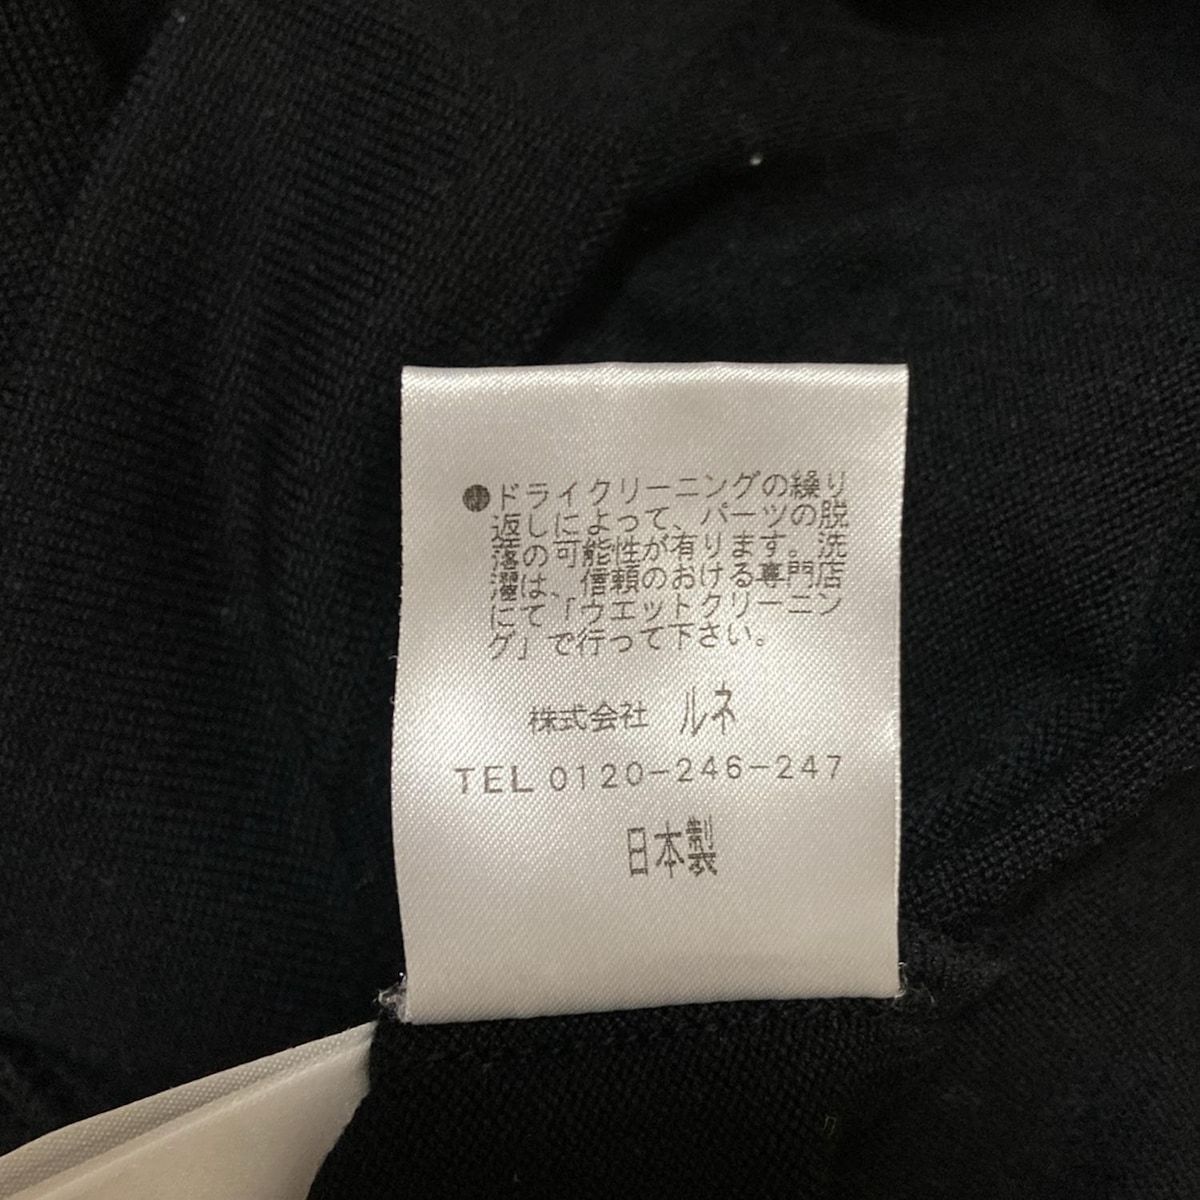 ●ドライクリーニングの繰り
返しによって、パーツの脱
落の可能性が有ります。洗
濯は、信頼のおける専門店
にて「ウエットクリーニン
グ」で行って下さい。
株式会社 ルネ
TEL 0120-246-247
日本製